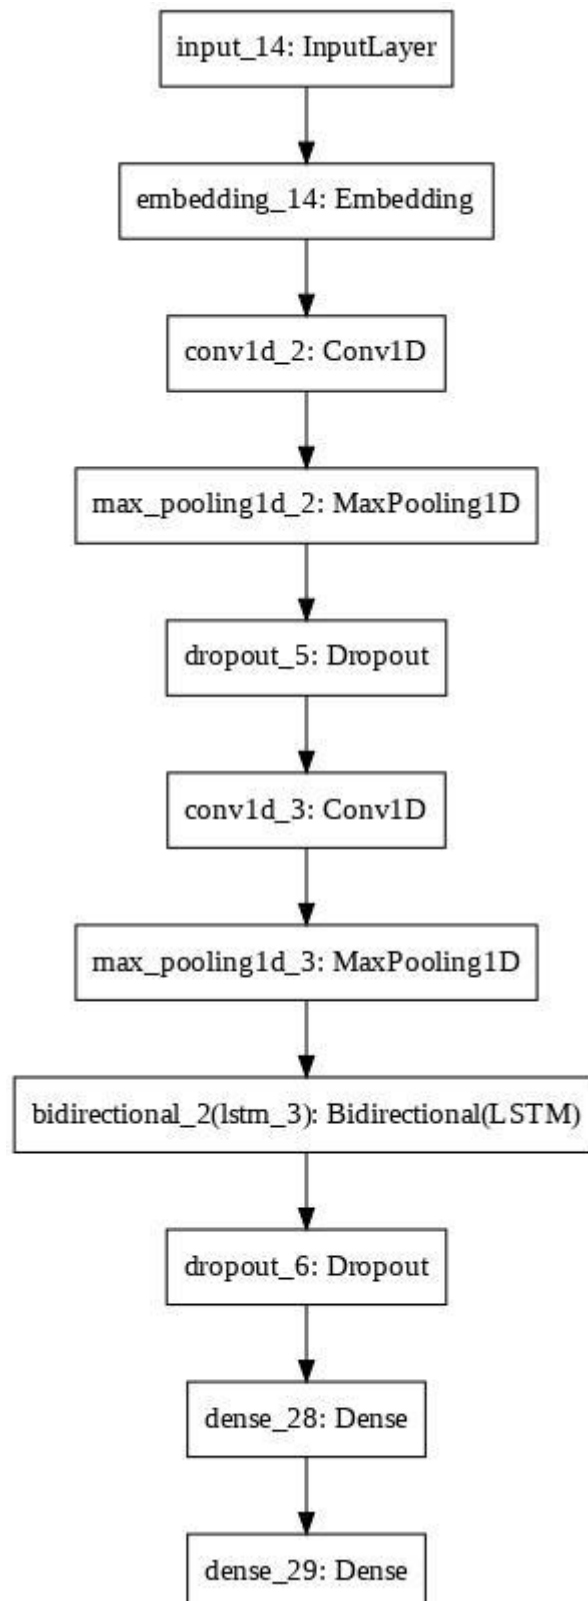 input_14: InputLayer
embedding_14: Embedding
conv1d_2: Conv1D
max_pooling1d_2: MaxPooling1D
dropout_5: Dropout
conv1d_3: Conv1D
max_pooling1d_3: MaxPooling1D
bidirectional_2(lstm_3): Bidirectional(LSTM)
dropout_6: Dropout
dense_28: Dense
dense_29: Dense